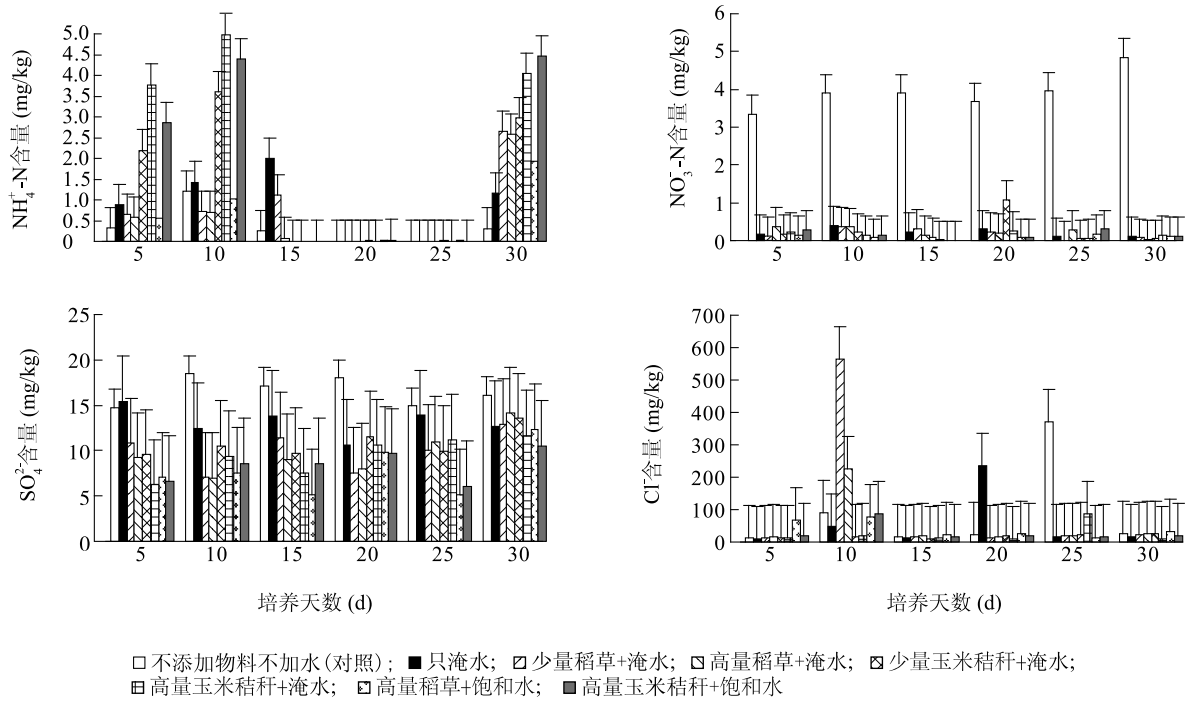 NH₄⁺-N含量 (mg/kg)
5.0
4.5
4.0
3.5
3.0
2.5
2.0
1.5
1.0
0.5
0
5 10 15 20 25 30
NO₃⁻-N含量 (mg/kg)
6
5
4
3
2
1
0
5 10 15 20 25 30
SO₄²⁻含量 (mg/kg)
25
20
15
10
5
0
5 10 15 20 25 30
培养天数 (d)
Cl⁻含量 (mg/kg)
700
600
500
400
300
200
100
0
5 10 15 20 25 30
培养天数 (d)
不添加物料不加水(对照); 只淹水; 少量稻草+淹水; 高量稻草+淹水; 少量玉米秸秆+淹水;
高量玉米秸秆+淹水; 高量稻草+饱和水; 高量玉米秸秆+饱和水